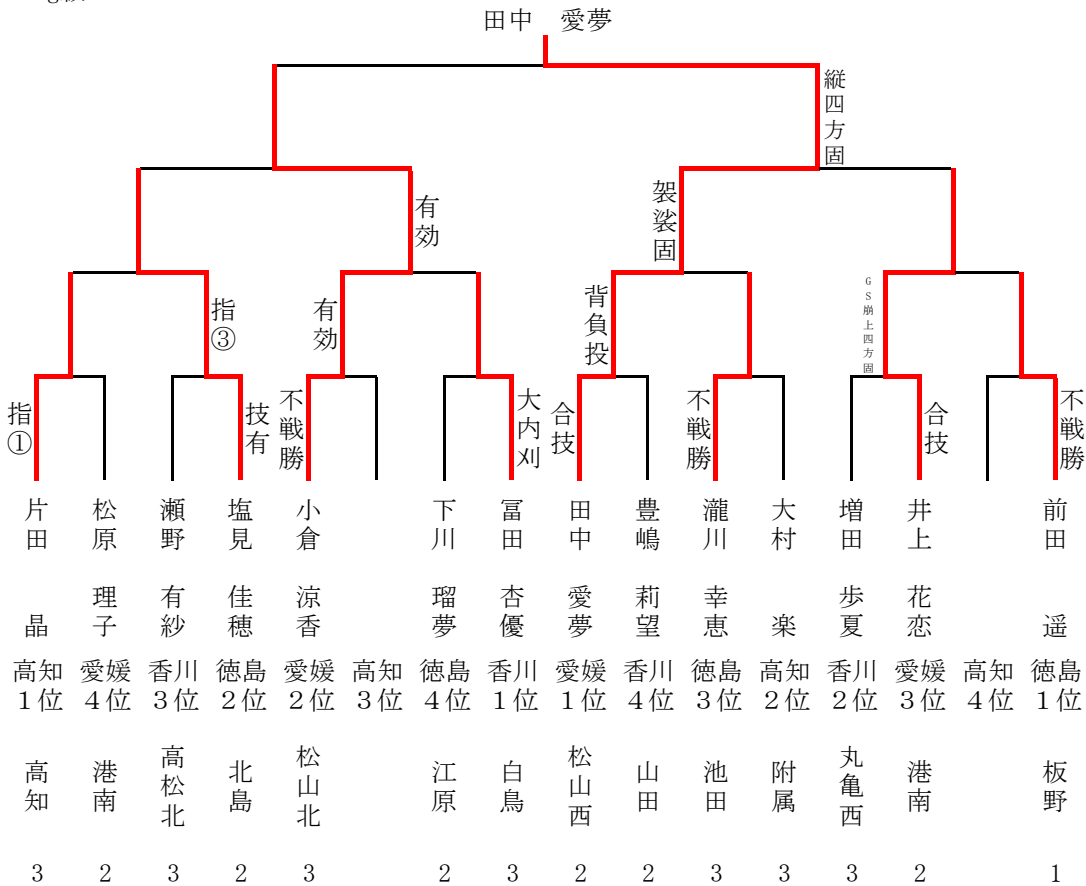 田中　愛夢
縦四方固
有効
袈裟固
指③
有効
背負投
GS崩上四方固
指①
技有
不戦勝
大内刈
合技
不戦勝
合技
不戦勝
片田　晶
松原　理子
瀬野　有紗
塩見　佳穂
小倉　涼香
下川　瑠夢
冨田　杏優
田中　愛夢
豊嶋　莉望
瀧川　幸恵
大村　楽
増田　歩夏
井上　花恋
前田　遥
高知 愛媛 香川 徳島 愛媛 高知 徳島 香川 愛媛 香川 徳島 高知 香川 愛媛 高知 徳島
1位 4位 3位 2位 2位 3位 4位 1位 1位 4位 3位 2位 2位 3位 4位 1位
高知 港南 高松北 北島 松山北 江原 白鳥 松山西 山田 池田 附属 丸亀西 港南 板野
3 2 3 2 3 2 3 2 2 3 3 3 2 1